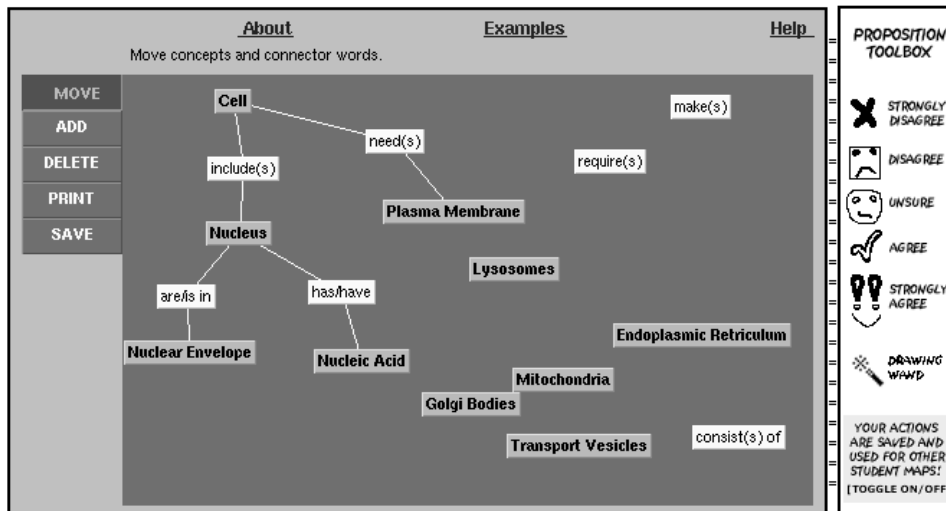 About Examples Help
Move concepts and connector words.
MOVE
ADD
DELETE
PRINT
SAVE
Cell
make(s)
need(s)
include(s)
require(s)
Plasma Membrane
Nucleus
Lysosomes
are/is in
has/have
Endoplasmic Retriculum
Nuclear Envelope
Nucleic Acid
Mitochondria
Golgi Bodies
consist(s) of
Transport Vesicles
PROPOSITION
TOOLBOX
STRONGLY
DISAGREE
DISAGREE
UNSURE
AGREE
STRONGLY
AGREE
DRAWING
WAND
YOUR ACTIONS
ARE SAVED AND
USED FOR OTHER
STUDENT MAPS!
[TOGGLE ON/OFF